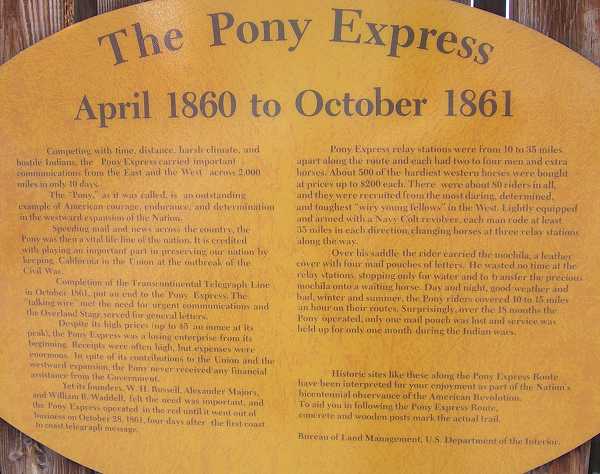 The Pony Express
April 1860 to October 1861
Competing with time, distance, harsh climate, and
hostile Indians, the Pony Express carried important
communications from the East and the West across 2,000
miles in only 10 days.
The "Pony," as it was called, is an outstanding
example of American courage, endurance, and determination
in the westward expansion of the Nation.
Speeding mail and news across the country, the
Pony was then a vital life line of the nation. It is credited
with playing an important part in preserving our nation by
keeping California in the Union at the outbreak of the
Civil War.
Completion of the Transcontinental Telegraph Line
in October 1861, put an end to the Pony Express. The
"talking wire" met the need for urgent communications and
the Overland Stage served for general letters.
Despite its high prices (up to $5 an ounce at its
peak), the Pony Express was a losing enterprise from its
beginning. Receipts were often high, but expenses were
enormous. In spite of its contributions to the Union and the
westward expansion, the Pony never received any financial
assistance from the Government.
Yet its founders, W. H. Russell, Alexander Majors,
and William B. Waddell, felt the need was important, and
the Pony Express operated in the red until it went out of
business on October 28, 1861, four days after the first coast
to coast telegraph message.
Pony Express relay stations were from 10 to 35 miles
apart along the route and each had two to four men and extra
horses. About 500 of the hardiest western horses were bought
at prices up to $200 each. There were about 80 riders in all,
and they were recruited from the most daring, determined,
and toughest "wiry young fellows" in the West. Lightly equipped
and armed with a Navy Colt revolver, each man rode at least
35 miles in each direction, changing horses at three relay stations
along the way.
Over his saddle the rider carried the mochila, a leather
cover with four mail pouches of letters. He wasted no time at the
relay stations, stopping only for water and to transfer the precious
mochila onto a waiting horse. Day and night, good weather and
bad, winter and summer, the Pony riders covered 10 to 15 miles
an hour on their routes. Surprisingly, over the 18 months the
Pony operated, only one mail pouch was lost and service was
held up for only one month during the Indian wars.
Historic sites like these along the Pony Express Route
have been interpreted for your enjoyment as part of the Nation's
bicentennial observance of the American Revolution.
To aid you in following the Pony Express Route,
concrete and wooden posts mark the actual trail.
Bureau of Land Management, U.S. Department of the Interior.